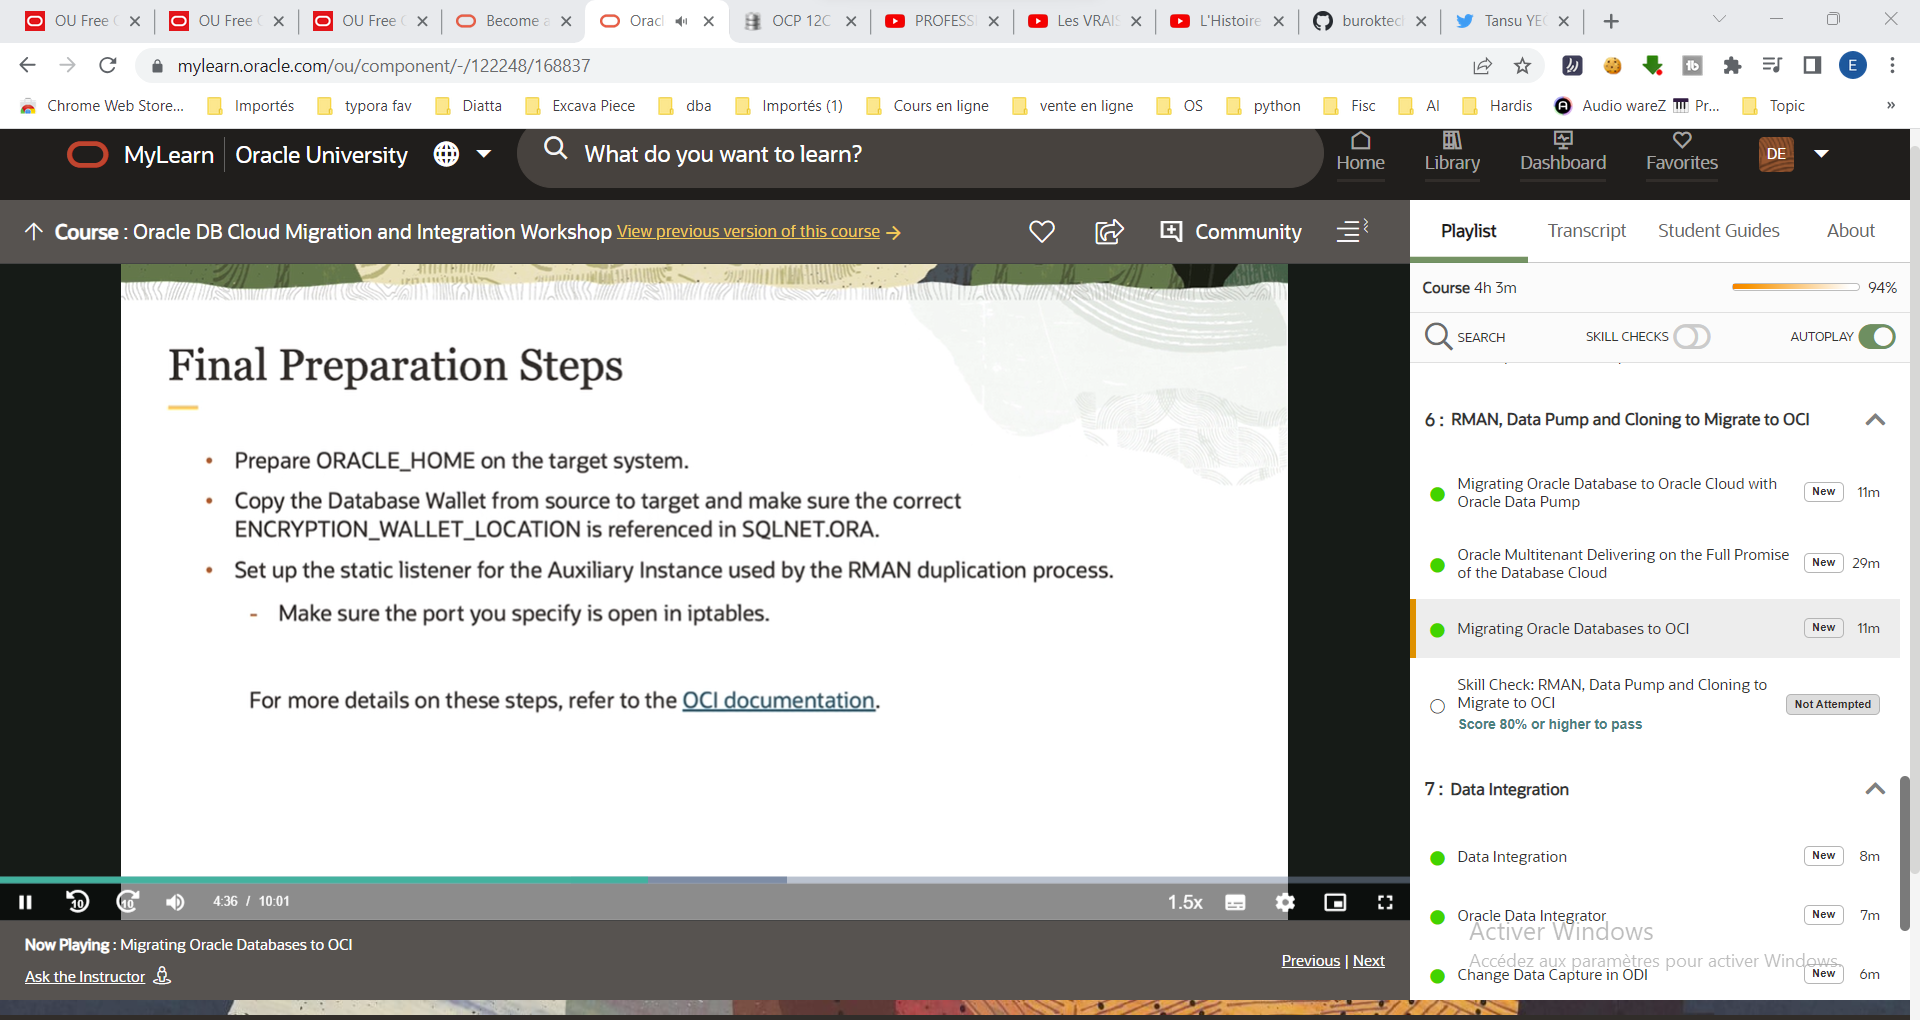 OU Free C
OU Free C
OU Free C
Become a
Oracl
OCP 12C
PROFESS
Les VRAIS
L'Histoire
buroktec
Tansu YE
mylearn.oracle.com/ou/component/-/122248/168837
E
Chrome Web Store...
Importés
typora fav
Diatta
Excava Piece
dba
Importés (1)
Cours en ligne
vente en ligne
OS
python
Fisc
AI
Hardis
Audio wareZ
Pr...
Topic
»
MyLearn
Oracle University
What do you want to learn?
Home
Library
Dashboard
Favorites
DE
Course : Oracle DB Cloud Migration and Integration Workshop View previous version of this course →
Community
Playlist
Transcript
Student Guides
About
Course 4h 3m
94%
SEARCH
SKILL CHECKS
AUTOPLAY
Final Preparation Steps
• Prepare ORACLE_HOME on the target system.
• Copy the Database Wallet from source to target and make sure the correct
ENCRYPTION_WALLET_LOCATION is referenced in SQLNET.ORA.
• Set up the static listener for the Auxiliary Instance used by the RMAN duplication process.
- Make sure the port you specify is open in iptables.
For more details on these steps, refer to the OCI documentation.
6 : RMAN, Data Pump and Cloning to Migrate to OCI
Migrating Oracle Database to Oracle Cloud with
Oracle Data Pump
New
11m
Oracle Multitenant Delivering on the Full Promise
of the Database Cloud
New
29m
Migrating Oracle Databases to OCI
New
11m
Skill Check: RMAN, Data Pump and Cloning to
Migrate to OCI
Score 80% or higher to pass
Not Attempted
7 : Data Integration
Data Integration
New
8m
Oracle Data Integrator
New
7m
Activer Windows
Accédez aux paramètres pour activer Windows.
Change Data Capture in ODI
New
6m
10
10
4:36 / 10:01
1.5x
Now Playing : Migrating Oracle Databases to OCI
Ask the Instructor
Previous | Next